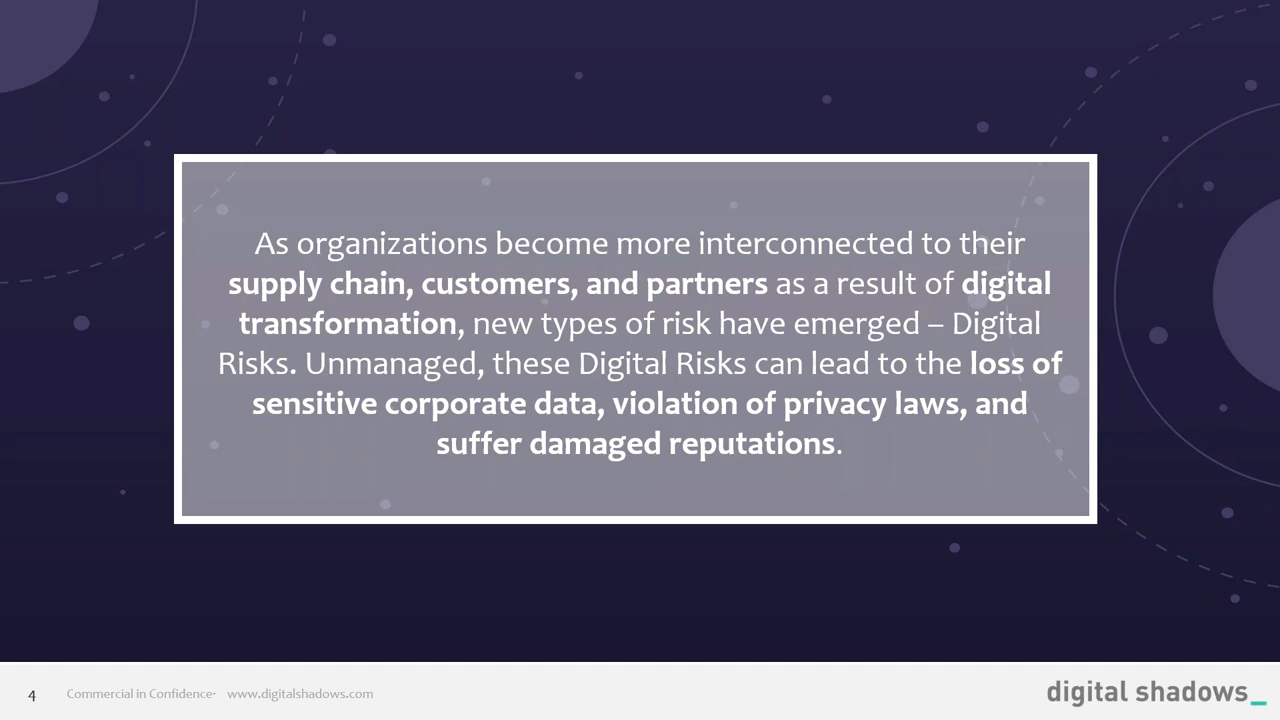 As organizations become more interconnected to their
supply chain, customers, and partners as a result of digital
transformation, new types of risk have emerged – Digital
Risks. Unmanaged, these Digital Risks can lead to the loss of
sensitive corporate data, violation of privacy laws, and
suffer damaged reputations.
4 Commercial in Confidence· www.digitalshadows.com
digital shadows_